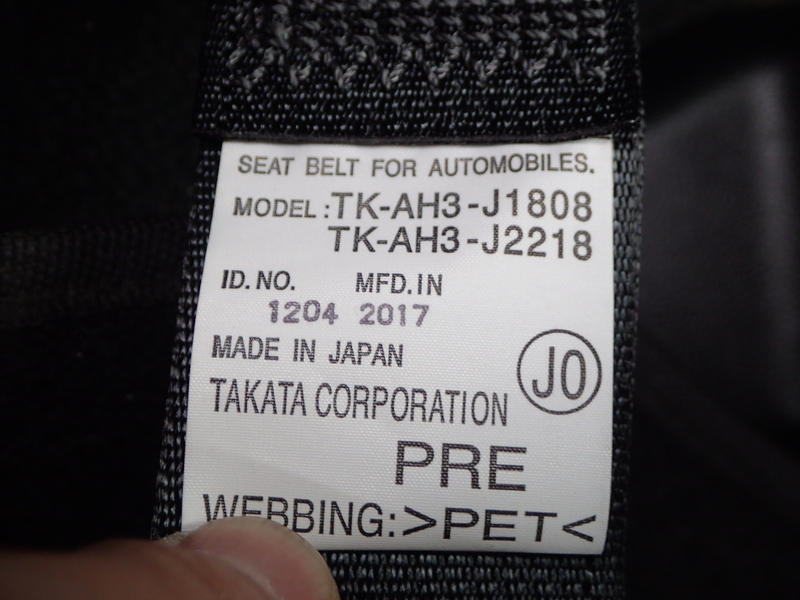 SEAT BELT FOR AUTOMOBILES.
MODEL:TK-AH3-J1808
TK-AH3-J2218
ID.NO. MFD.IN
1204 2017
MADE IN JAPAN
JO
TAKATA CORPORATION
PRE
WEBBING:>PET<